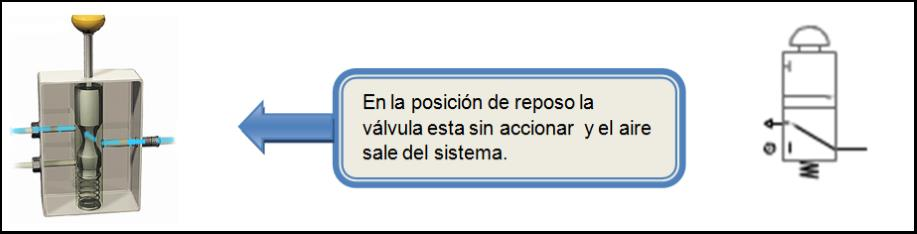 En la posición de reposo la
válvula esta sin accionar y el aire
sale del sistema.